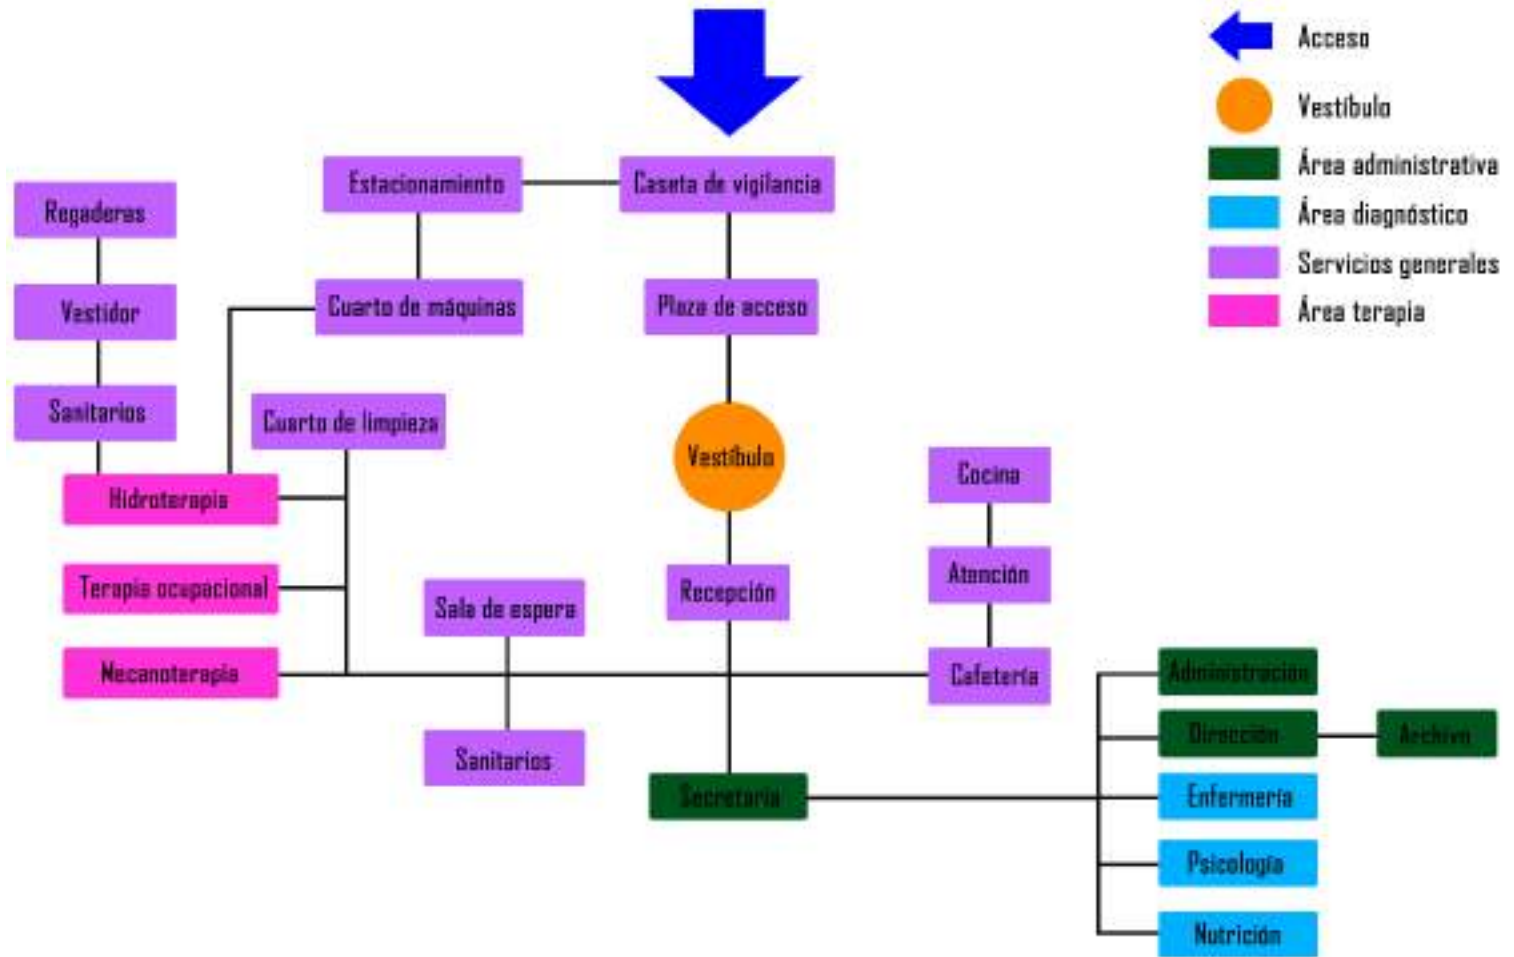 Acceso
Vestíbulo
Área administrativa
Área diagnóstico
Servicios generales
Área terapia
Estacionamiento
Caseta de vigilancia
Regaderas
Vestidor
Cuarto de máquinas
Plaza de acceso
Sanitarios
Cuarto de limpieza
Vestíbulo
Cocina
Hidroterapia
Terapia ocupacional
Sala de espera
Recepción
Atención
Mecanoterapia
Cafetería
Administración
Dirección
Archivo
Sanitarios
Secretaria
Enfermería
Psicología
Nutrición